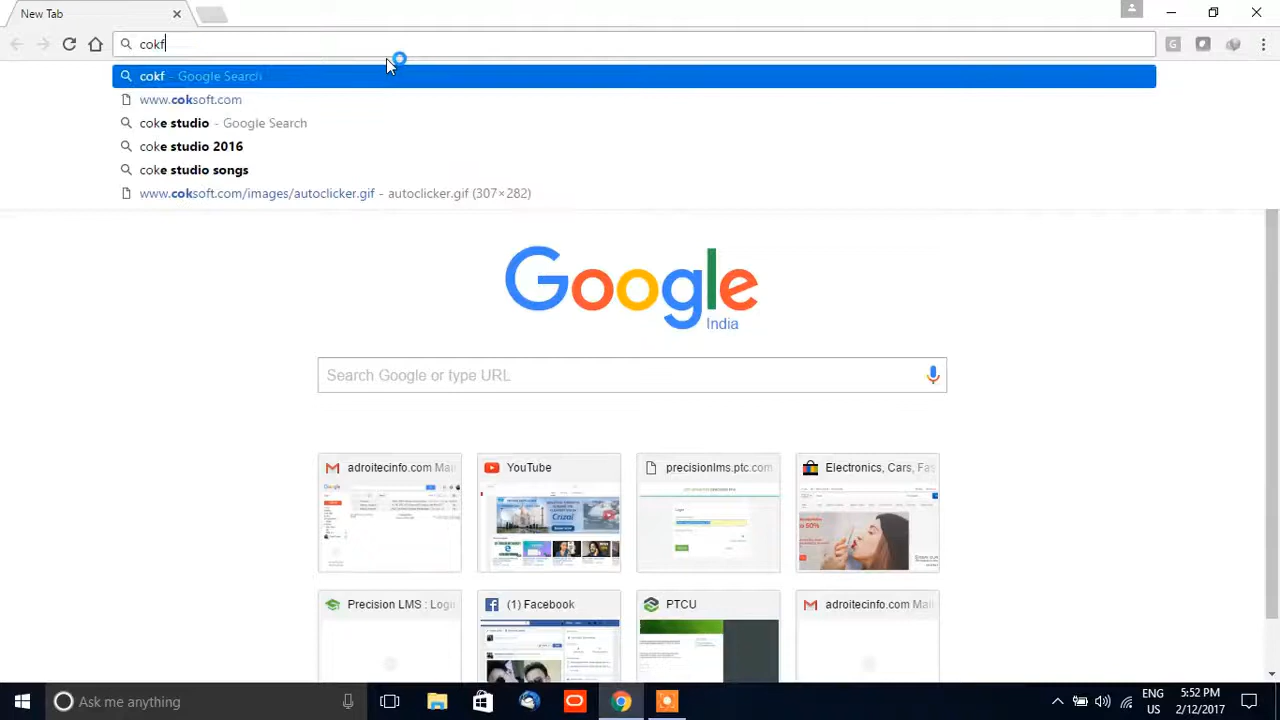 New Tab
cokf
cokf - Google Search
www.coksoft.com
coke studio - Google Search
coke studio 2016
coke studio songs
www.coksoft.com/images/autoclicker.gif - autoclicker.gif (307×282)
Google
India
Search Google or type URL
adroitecinfo.com Mai
YouTube
precisionlms.ptc.com
Electronics, Cars, Fas
Precision LMS : Logi
(1) Facebook
PTCU
adroitecinfo.com Mai
Ask me anything
ENG
US
5:52 PM
2/12/2017